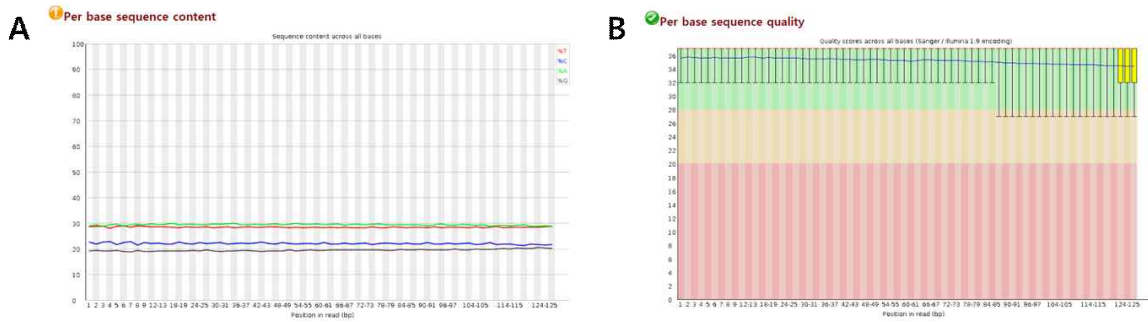 A
Per base sequence content
Sequence content across all bases
%T
%C
%A
%G
100
90
80
70
60
50
40
30
20
10
0
1 2 3 4 5 6 7 8 9 12-13 18-19 24-25 30-31 36-37 42-43 48-49 54-55 60-61 66-67 72-73 78-79 84-85 90-91 96-97 104-105 114-115 124-125
Position in read (bp)
B
Per base sequence quality
Quality scores across all bases (Sanger / Illumina 1.9 encoding)
36
34
32
30
28
26
24
22
20
18
16
14
12
10
8
6
4
2
0
1 2 3 4 5 6 7 8 9 12-13 18-19 24-25 30-31 36-37 42-43 48-49 54-55 60-61 66-67 72-73 78-79 84-85 90-91 96-97 104-105 114-115 124-125
Position in read (bp)